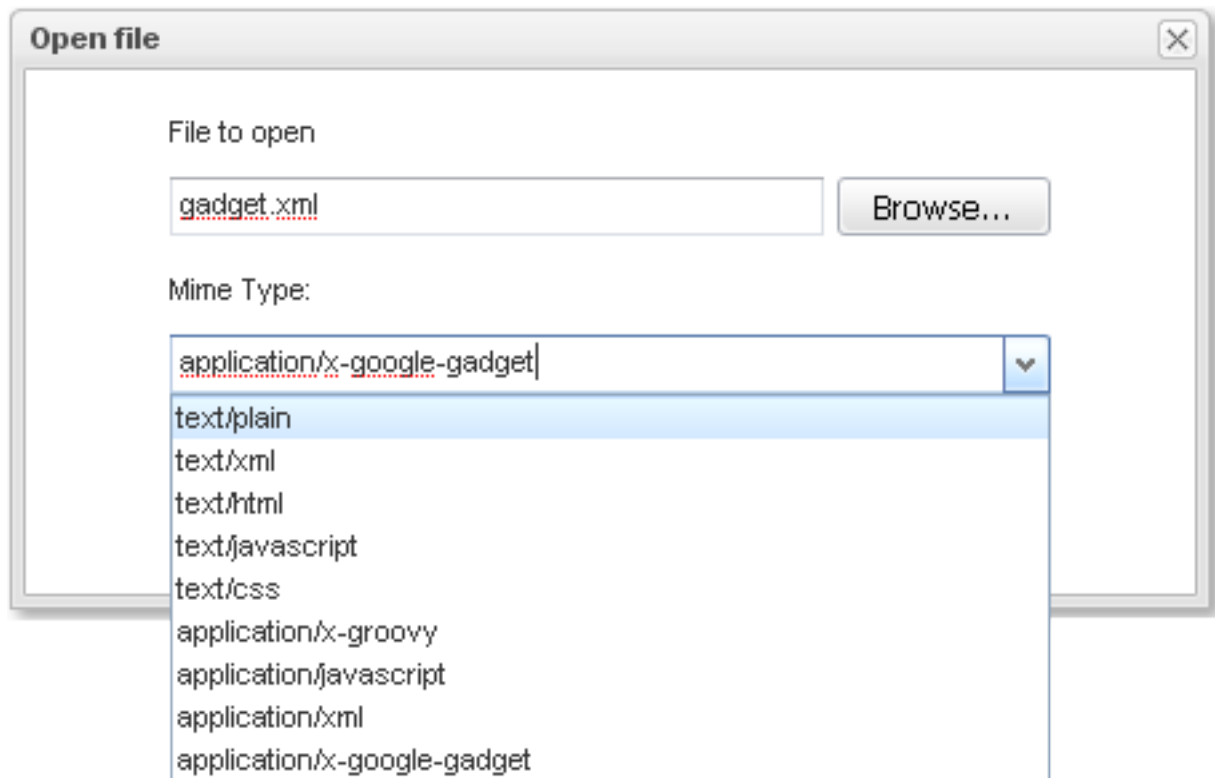 Open file
File to open
gadget.xml
Browse...
Mime Type:
application/x-google-gadget
text/plain
text/xml
text/html
text/javascript
text/css
application/x-groovy
application/javascript
application/xml
application/x-google-gadget